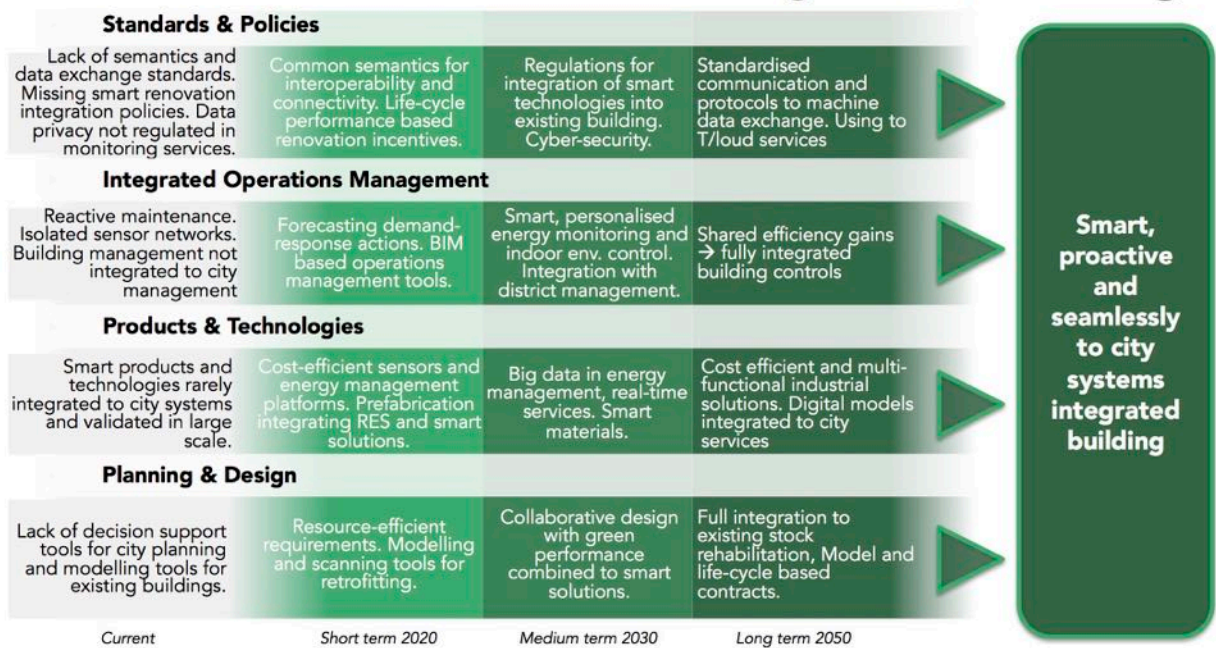 Standards & Policies
Lack of semantics and
data exchange standards.
Missing smart renovation
integration policies. Data
privacy not regulated in
monitoring services.
Common semantics for
interoperability and
connectivity. Life-cycle
performance based
renovation incentives.
Regulations for
integration of smart
technologies into
existing building.
Cyber-security.
Standardised
communication and
protocols to machine
data exchange. Using to
T/loud services
Integrated Operations Management
Reactive maintenance.
Isolated sensor networks.
Building management not
integrated to city
management
Forecasting demand-
response actions. BIM
based operations
management tools.
Smart, personalised
energy monitoring and
indoor env. control.
Integration with
district management.
Shared efficiency gains
→ fully integrated
building controls
Products & Technologies
Smart products and
technologies rarely
integrated to city systems
and validated in large
scale.
Cost-efficient sensors and
energy management
platforms. Prefabrication
integrating RES and smart
solutions.
Big data in energy
management, real-time
services. Smart
materials.
Cost efficient and multi-
functional industrial
solutions. Digital models
integrated to city
services
Planning & Design
Lack of decision support
tools for city planning
and modelling tools for
existing buildings.
Resource-efficient
requirements. Modelling
and scanning tools for
retrofitting.
Collaborative design
with green
performance
combined to smart
solutions.
Full integration to
existing stock
rehabilitation, Model and
life-cycle based
contracts.
Current
Short term 2020
Medium term 2030
Long term 2050
Smart,
proactive
and
seamlessly
to city
systems
integrated
building